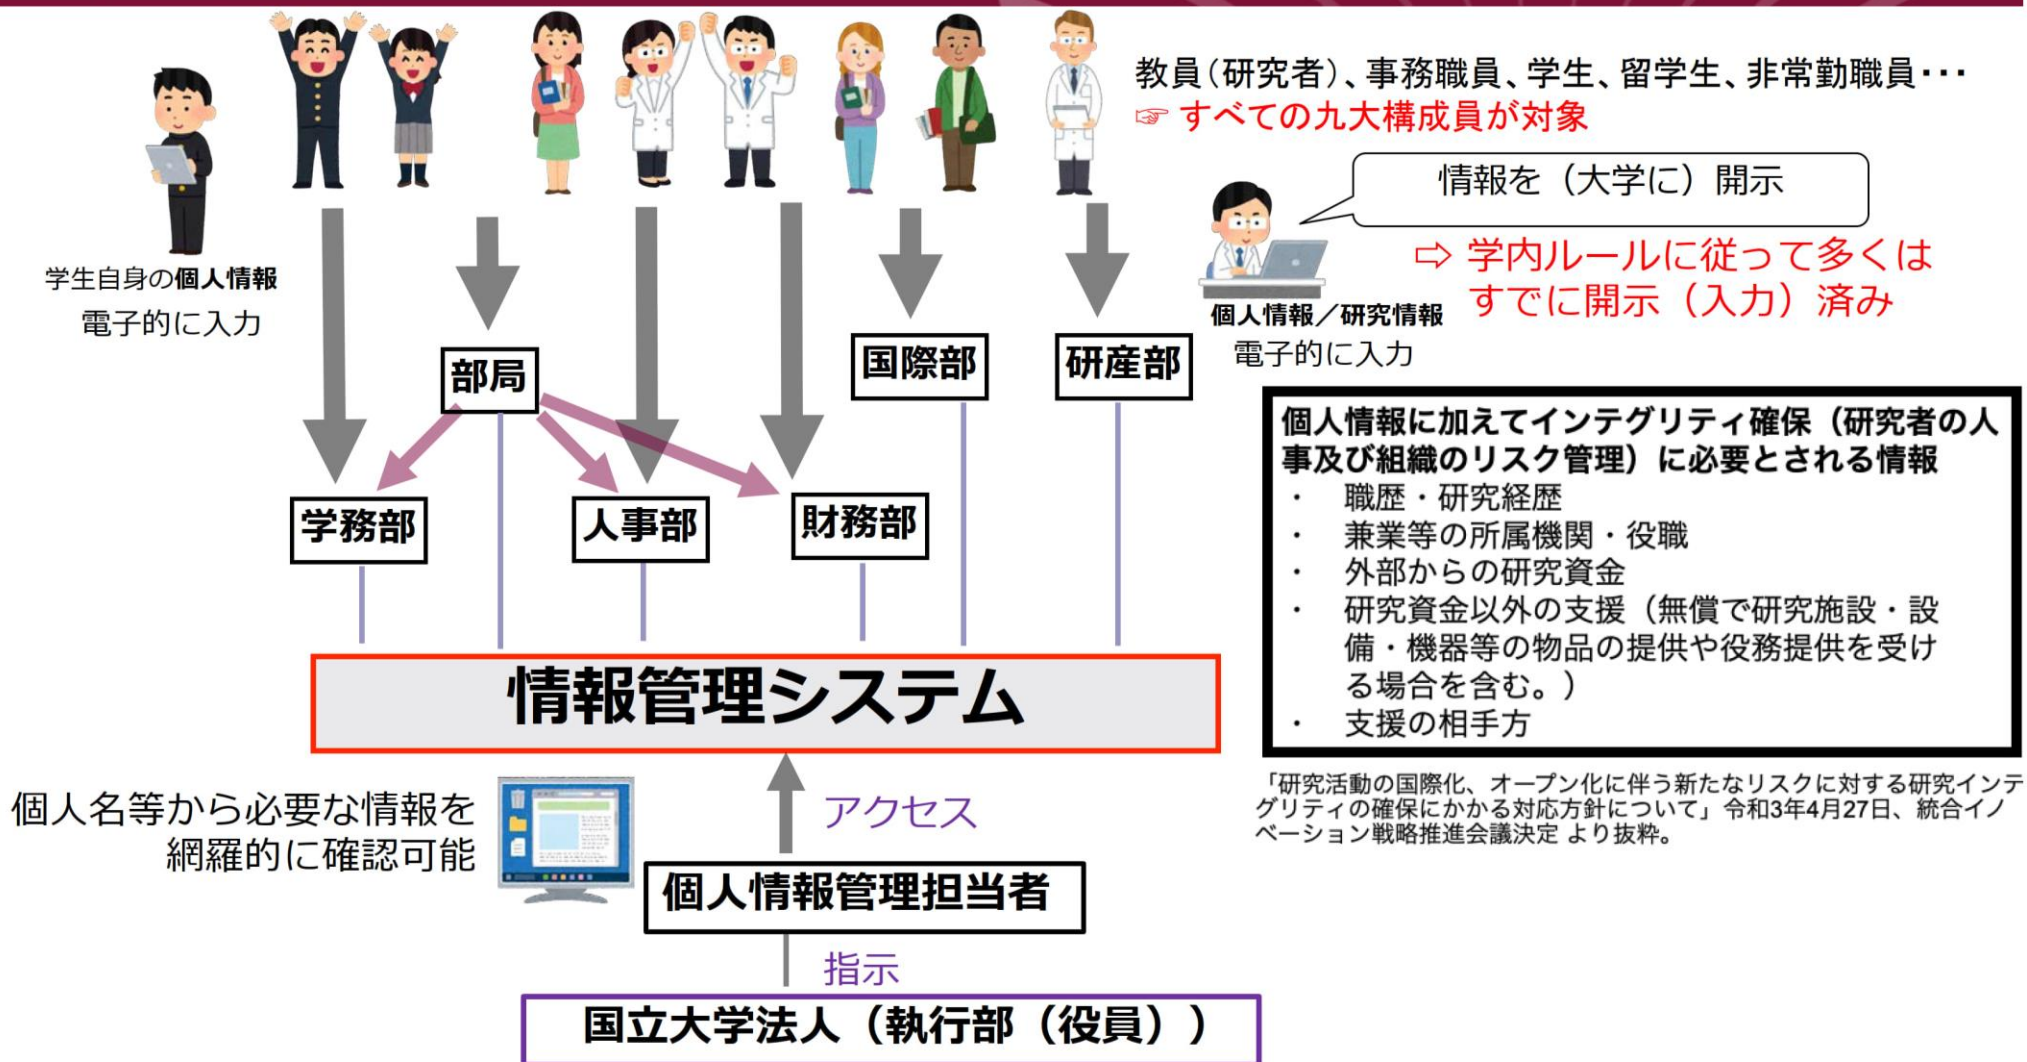 教員(研究者)、事務職員、学生、留学生、非常勤職員・・・
☞ すべての九大構成員が対象
情報を（大学に）開示
⇨ 学内ルールに従って多くは
すでに開示（入力）済み
個人情報／研究情報
電子的に入力
学生自身の個人情報
電子的に入力
部局
国際部
研産部
学務部
人事部
財務部
情報管理システム
個人情報に加えてインテグリティ確保（研究者の人
事及び組織のリスク管理）に必要とされる情報
・ 職歴・研究経歴
・ 兼業等の所属機関・役職
・ 外部からの研究資金
・ 研究資金以外の支援（無償で研究施設・設
備・機器等の物品の提供や役務提供を受け
る場合を含む。）
・ 支援の相手方
「研究活動の国際化、オープン化に伴う新たなリスクに対する研究インテ
グリティの確保にかかる対応方針について」令和3年4月27日、統合イノ
ベーション戦略推進会議決定 より抜粋。
個人名等から必要な情報を
網羅的に確認可能
アクセス
個人情報管理担当者
指示
国立大学法人（執行部（役員））